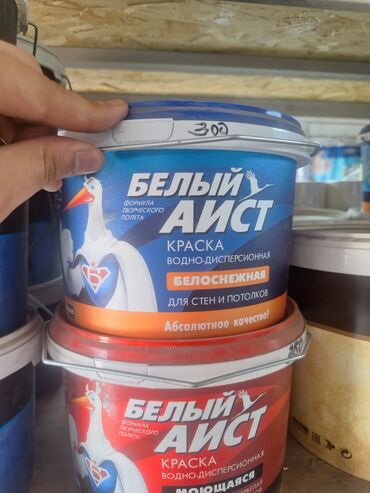 300
БЕЛЫЙ
ФОРМУЛА
ТВОРЧЕСКОГО
ПОЛЕТА
АИСТ
КРАСКА
ВОДНО-ДИСПЕРСИОННАЯ
БЕЛОСНЕЖНАЯ
ДЛЯ СТЕН И ПОТОЛКОВ
Абсолютное качество!
БЕЛЫЙ
ФОРМУЛА
ТВОРЧЕСКОГО
ПОЛЕТА
АИСТ
КРАСКА
ВОДНО-ДИСПЕРСИОННАЯ
МОЮЩАЯСЯ